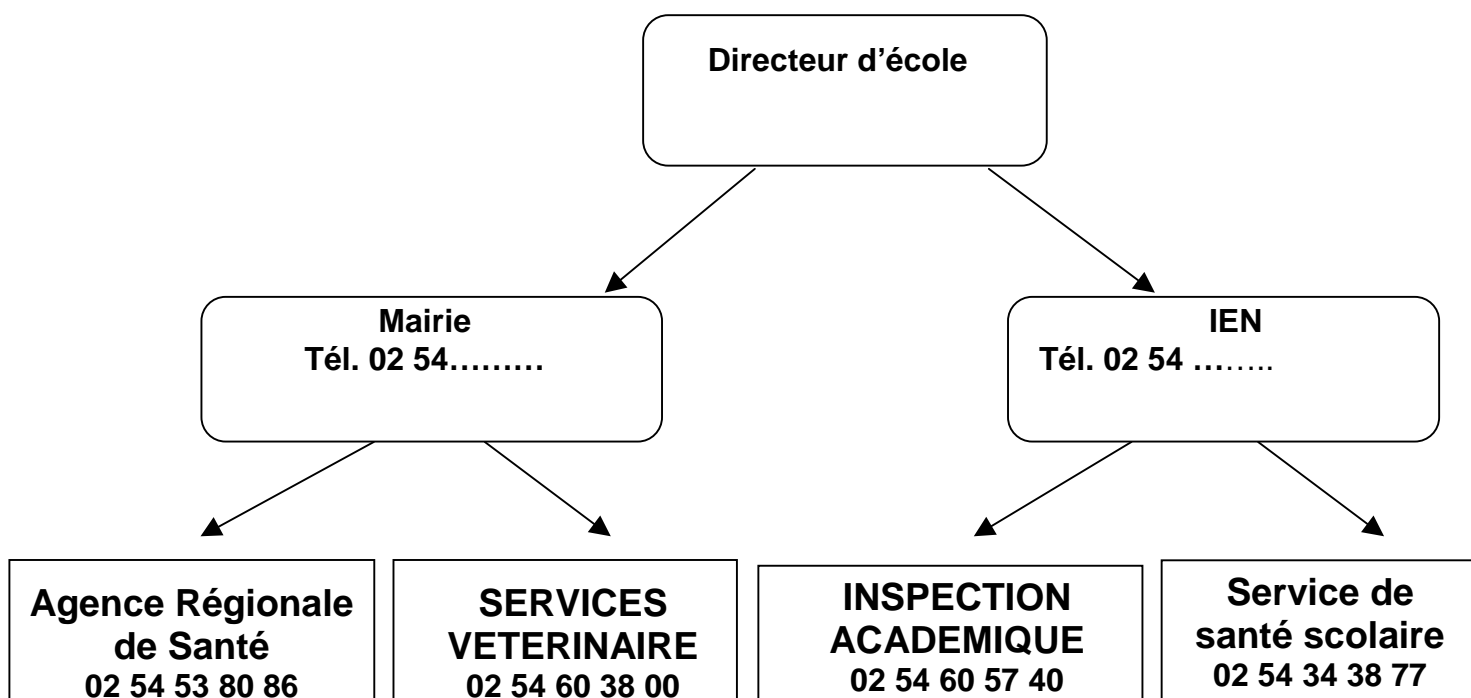 Directeur d’école
Mairie
Tél. 02 54………
IEN
Tél. 02 54 ….…..
Agence Régionale
de Santé
02 54 53 80 86
SERVICES
VETERINAIRE
02 54 60 38 00
INSPECTION
ACADEMIQUE
02 54 60 57 40
Service de
santé scolaire
02 54 34 38 77